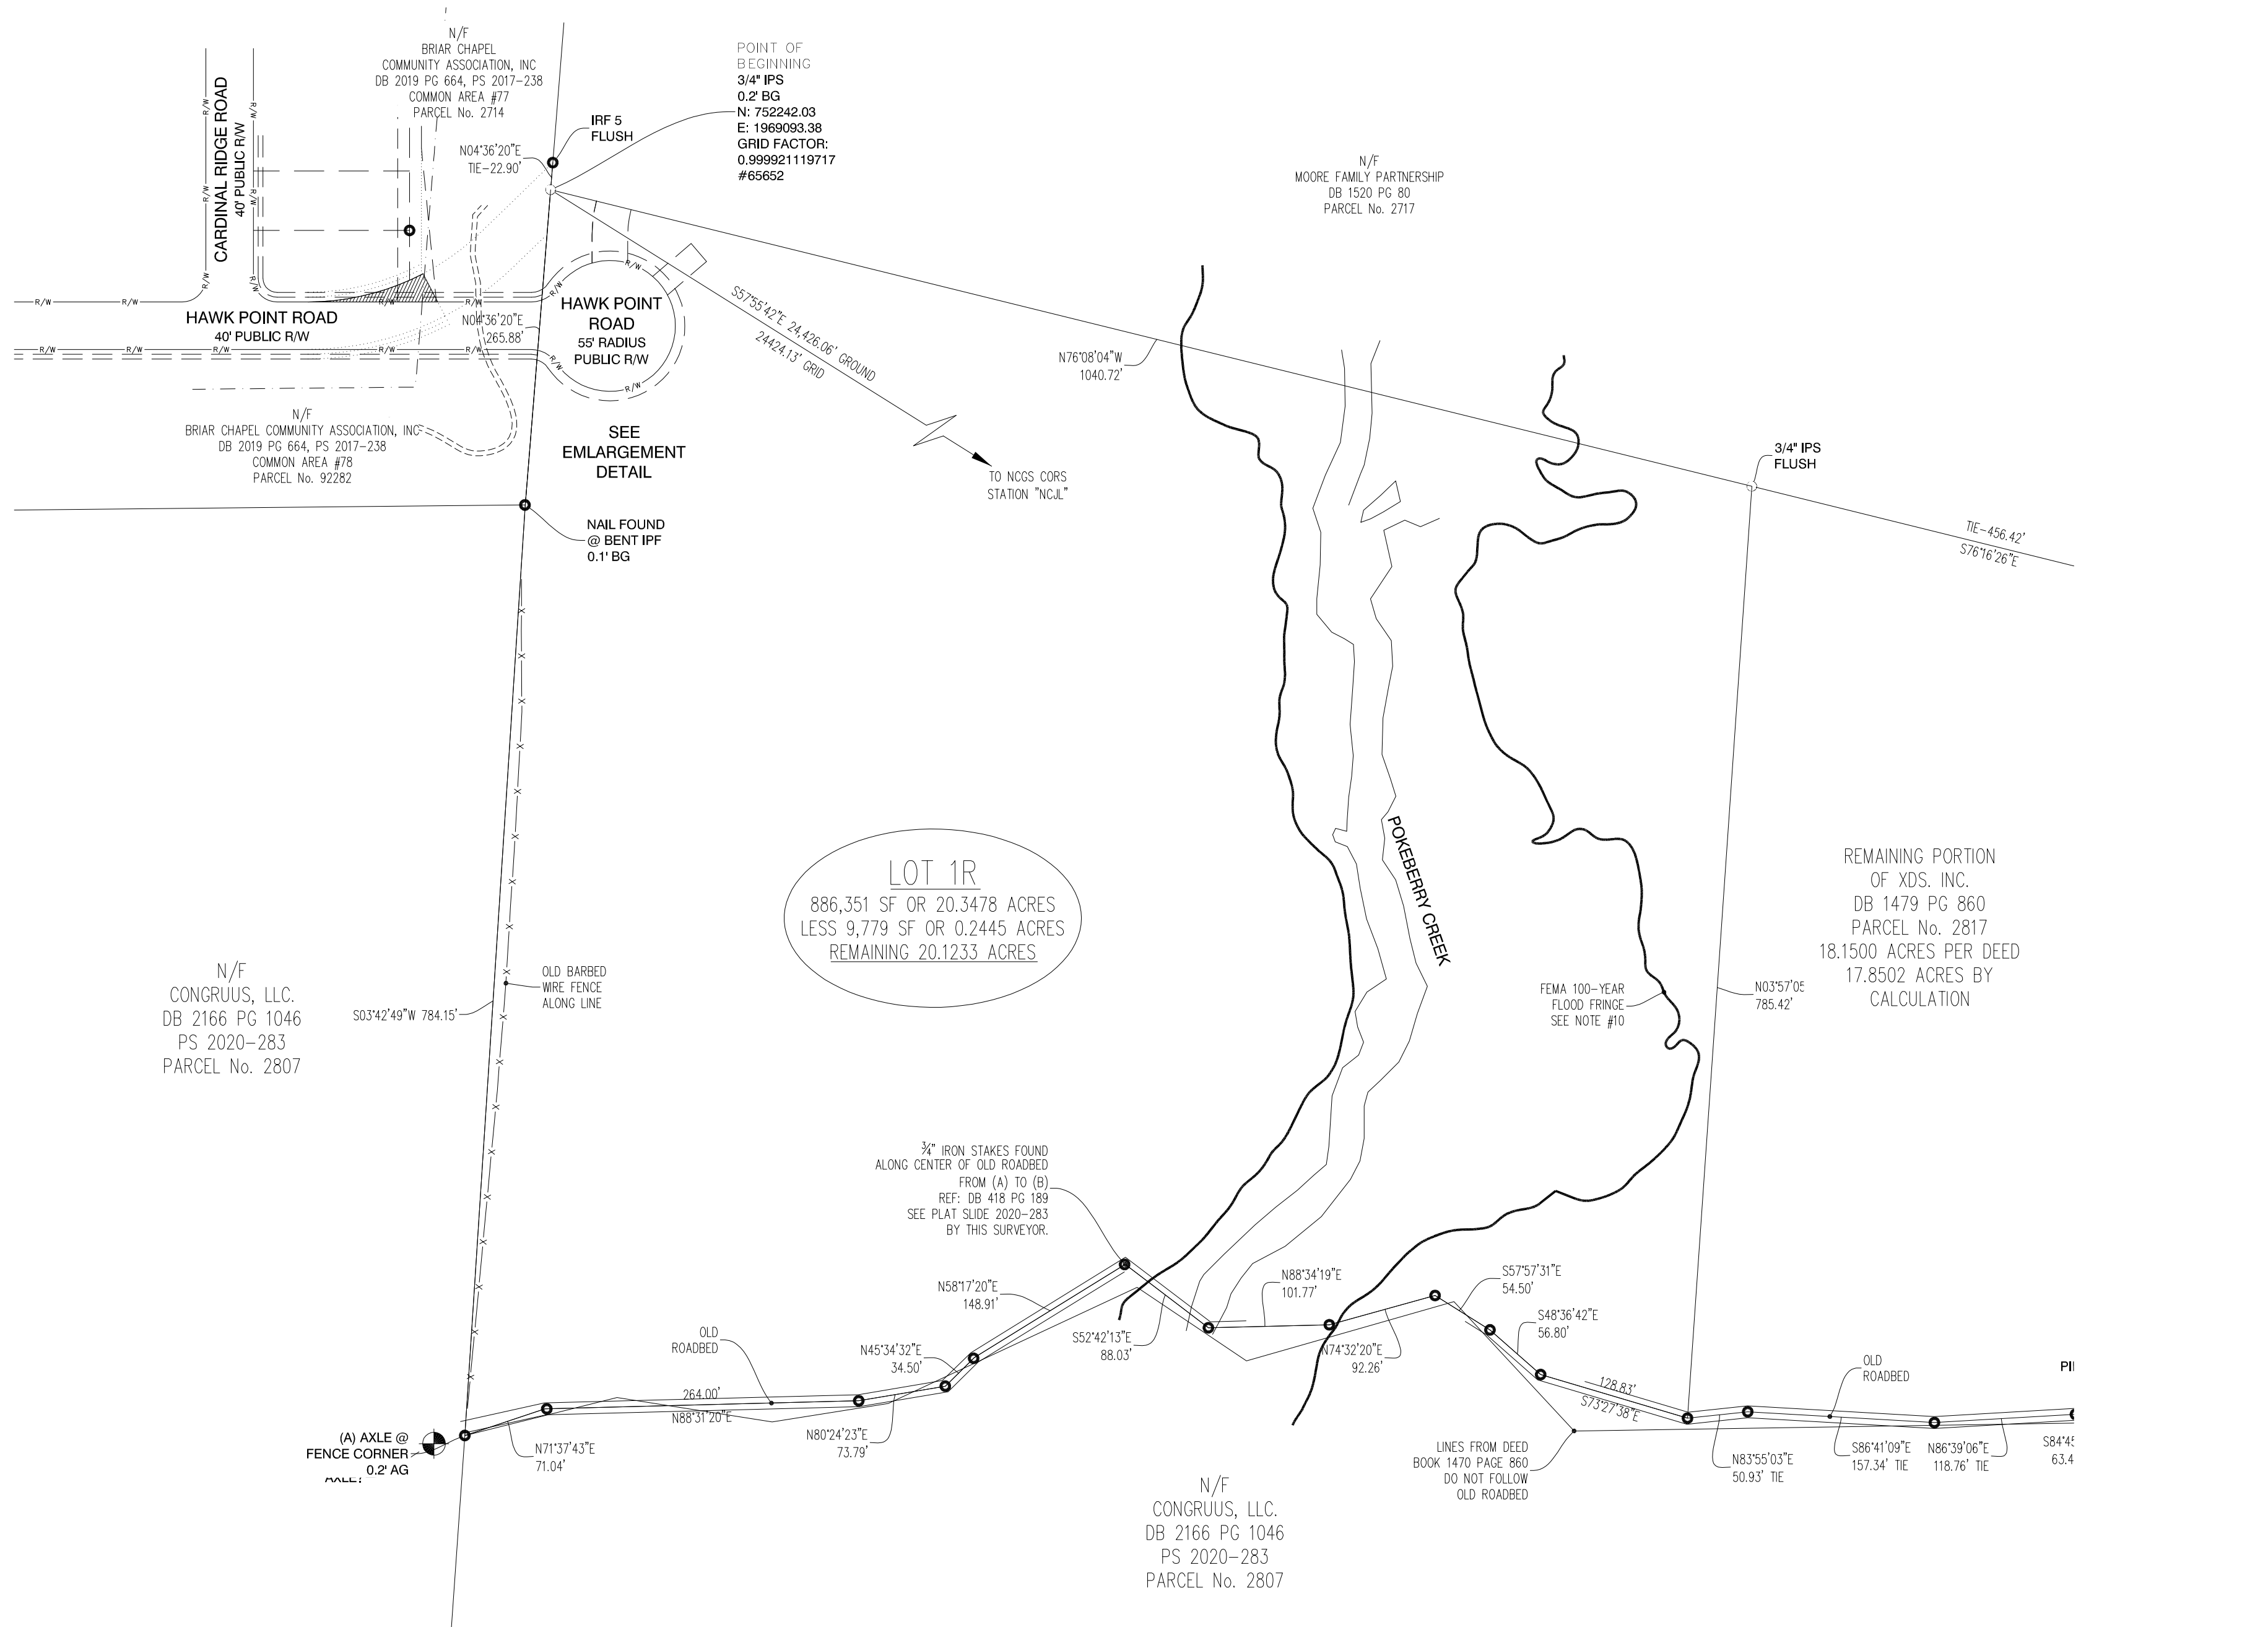 N/F
BRIAR CHAPEL
COMMUNITY ASSOCIATION, INC
DB 2019 PG 664, PS 2017-238
COMMON AREA #77
PARCEL No. 2714
POINT OF
BEGINNING
3/4" IPS
0.2' BG
N: 752242.03
E: 1969093.38
GRID FACTOR:
0.999921119717
#65652
IRF 5
FLUSH
N04°36'20"E
TIE-22.90'
CARDINAL RIDGE ROAD
40' PUBLIC R/W
R/W
R/W
R/W
R/W
R/W
R/W
N/F
MOORE FAMILY PARTNERSHIP
DB 1520 PG 80
PARCEL No. 2717
R/W
R/W
R/W
R/W
R/W
R/W
HAWK POINT ROAD
40' PUBLIC R/W
N04°36'20"E
265.88'
HAWK POINT
ROAD
55' RADIUS
PUBLIC R/W
R/W
R/W
R/W
R/W
R/W
R/W
R/W
R/W
S57°55'42"E 24,426.06' GROUND
24424.13' GRID
TO NCGS CORS
STATION "NCJL"
N76°08'04"W
1040.72'
N/F
BRIAR CHAPEL COMMUNITY ASSOCIATION, INC
DB 2019 PG 664, PS 2017-238
COMMON AREA #78
PARCEL No. 92282
SEE
EMLARGEMENT
DETAIL
3/4" IPS
FLUSH
TIE-456.42'
S76°16'26"E
NAIL FOUND
@ BENT IPF
0.1' BG
LOT 1R
886,351 SF OR 20.3478 ACRES
LESS 9,779 SF OR 0.2445 ACRES
REMAINING 20.1233 ACRES
POKEBERRY CREEK
REMAINING PORTION
OF XDS. INC.
DB 1479 PG 860
PARCEL No. 2817
18.1500 ACRES PER DEED
17.8502 ACRES BY
CALCULATION
N/F
CONGRUUS, LLC.
DB 2166 PG 1046
PS 2020-283
PARCEL No. 2807
OLD BARBED
WIRE FENCE
ALONG LINE
S03°42'49"W 784.15'
FEMA 100-YEAR
FLOOD FRINGE
SEE NOTE #10
N03°57'05
785.42'
3/4" IRON STAKES FOUND
ALONG CENTER OF OLD ROADBED
FROM (A) TO (B)
REF: DB 418 PG 189
SEE PLAT SLIDE 2020-283
BY THIS SURVEYOR.
N58°17'20"E
148.91'
N88°34'19"E
101.77'
S57°57'31"E
54.50'
S48°36'42"E
56.80'
OLD
ROADBED
N45°34'32"E
34.50'
S52°42'13"E
88.03'
N74°32'20"E
92.26'
OLD
ROADBED
264.00'
N88°31'20"E
128.83'
S73°27'38"E
(A) AXLE @
FENCE CORNER
0.2' AG
N71°37'43"E
71.04'
N80°24'23"E
73.79'
LINES FROM DEED
BOOK 1470 PAGE 860
DO NOT FOLLOW
OLD ROADBED
N83°55'03"E
50.93' TIE
S86°41'09"E
157.34' TIE
N86°39'06"E
118.76' TIE
S84°45
63.4
N/F
CONGRUUS, LLC.
DB 2166 PG 1046
PS 2020-283
PARCEL No. 2807